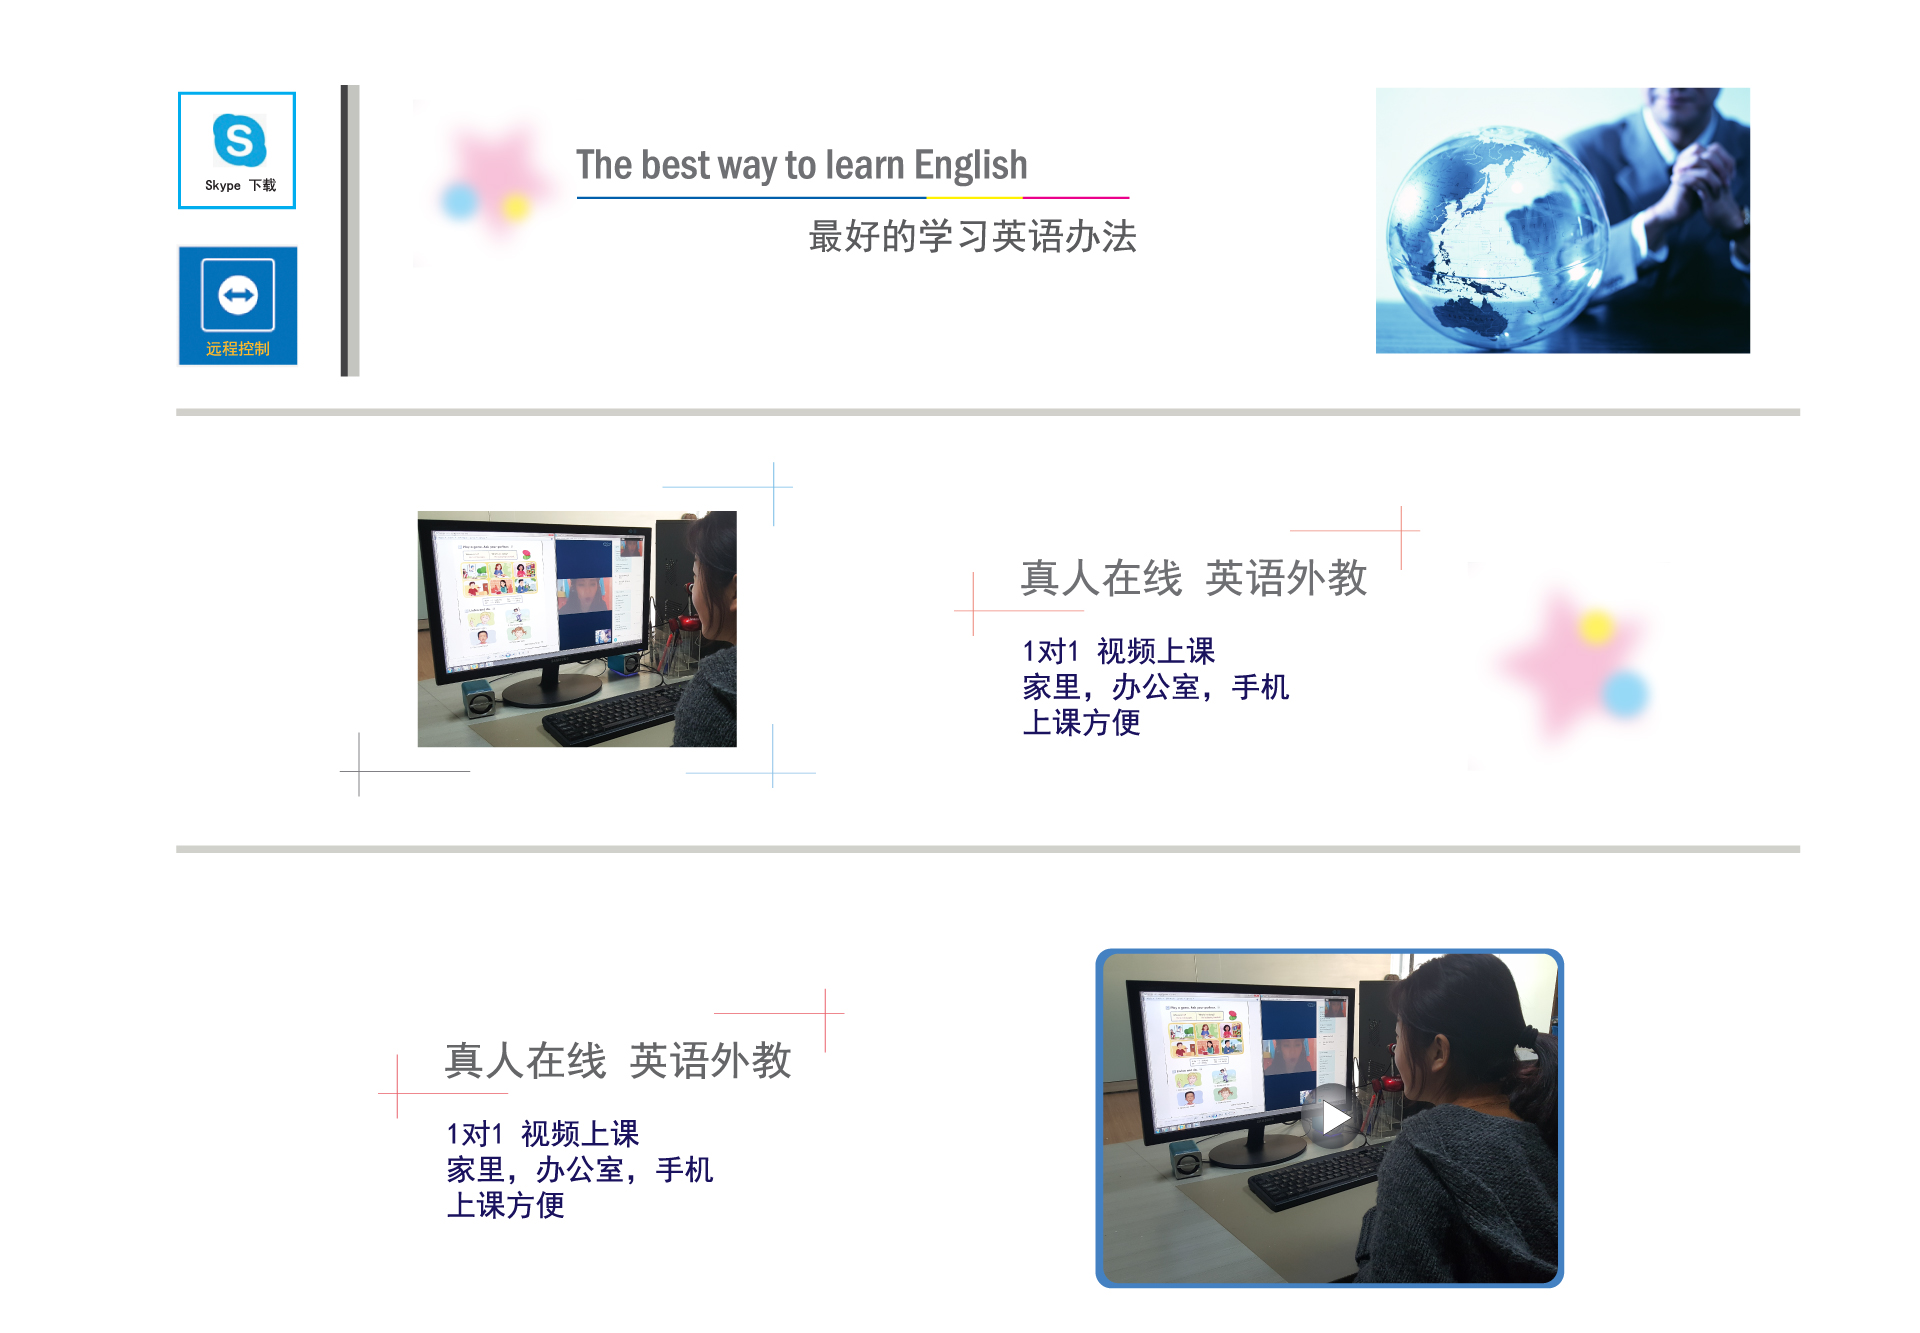 S
Skype 下载
远程控制
The best way to learn English
最好的学习英语办法
真人在线 英语外教
1对1 视频上课
家里，办公室，手机
上课方便
真人在线 英语外教
1对1 视频上课
家里，办公室，手机
上课方便